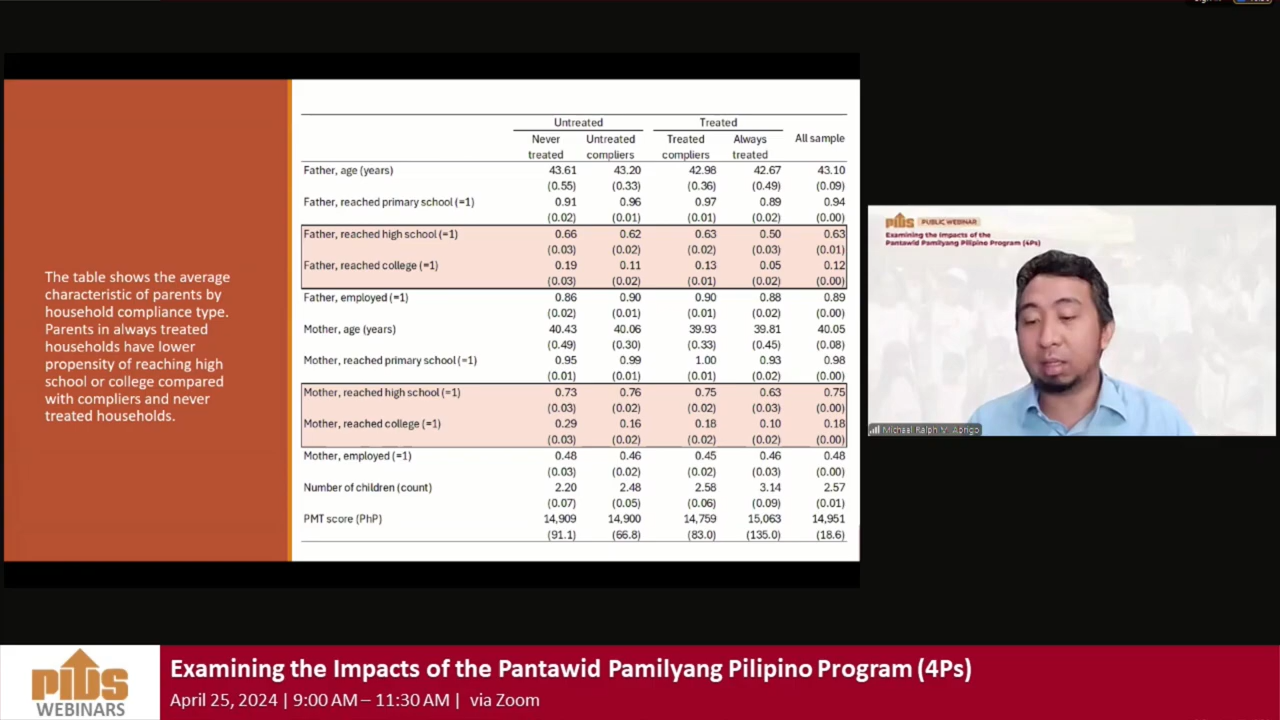 The table shows the average
characteristic of parents by
household compliance type.
Parents in always treated
households have lower
propensity of reaching high
school or college compared
with compliers and never
treated households.
Untreated Treated
Never treated Untreated compliers Treated compliers Always treated All sample
Father, age (years) 43.61 43.20 42.98 42.67 43.10
(0.55) (0.33) (0.36) (0.49) (0.09)
Father, reached primary school (=1) 0.91 0.96 0.97 0.89 0.94
(0.02) (0.01) (0.01) (0.02) (0.00)
Father, reached high school (=1) 0.66 0.62 0.63 0.50 0.63
(0.03) (0.02) (0.02) (0.03) (0.01)
Father, reached college (=1) 0.19 0.11 0.13 0.05 0.12
(0.03) (0.02) (0.01) (0.02) (0.00)
Father, employed (=1) 0.86 0.90 0.90 0.88 0.89
(0.02) (0.01) (0.01) (0.02) (0.00)
Mother, age (years) 40.43 40.06 39.93 39.81 40.05
(0.49) (0.30) (0.33) (0.45) (0.08)
Mother, reached primary school (=1) 0.95 0.99 1.00 0.93 0.98
(0.01) (0.01) (0.01) (0.02) (0.00)
Mother, reached high school (=1) 0.73 0.76 0.75 0.63 0.75
(0.03) (0.02) (0.02) (0.03) (0.00)
Mother, reached college (=1) 0.29 0.16 0.18 0.10 0.18
(0.03) (0.02) (0.02) (0.02) (0.00)
Mother, employed (=1) 0.48 0.46 0.45 0.46 0.48
(0.03) (0.02) (0.02) (0.03) (0.00)
Number of children (count) 2.20 2.48 2.58 3.14 2.57
(0.07) (0.05) (0.06) (0.09) (0.01)
PMT score (PhP) 14,909 14,900 14,759 15,063 14,951
(91.1) (66.8) (83.0) (135.0) (18.6)
pids PUBLIC WEBINAR
Examining the Impacts of the
Pantawid Pamilyang Pilipino Program (4Ps)
Michael Ralph M. Abrigo
pids
WEBINARS
Examining the Impacts of the Pantawid Pamilyang Pilipino Program (4Ps)
April 25, 2024 | 9:00 AM – 11:30 AM | via Zoom